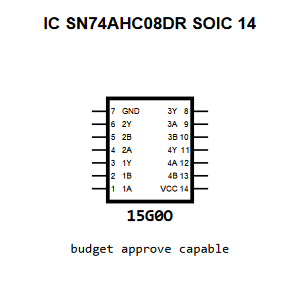 IC SN74AHC08DR SOIC 14
7 GND 3Y 8
6 2Y 3A 9
5 2B 3B 10
4 2A 4Y 11
3 1Y 4A 12
2 1B 4B 13
1 1A VCC 14
15G0O
budget approve capable